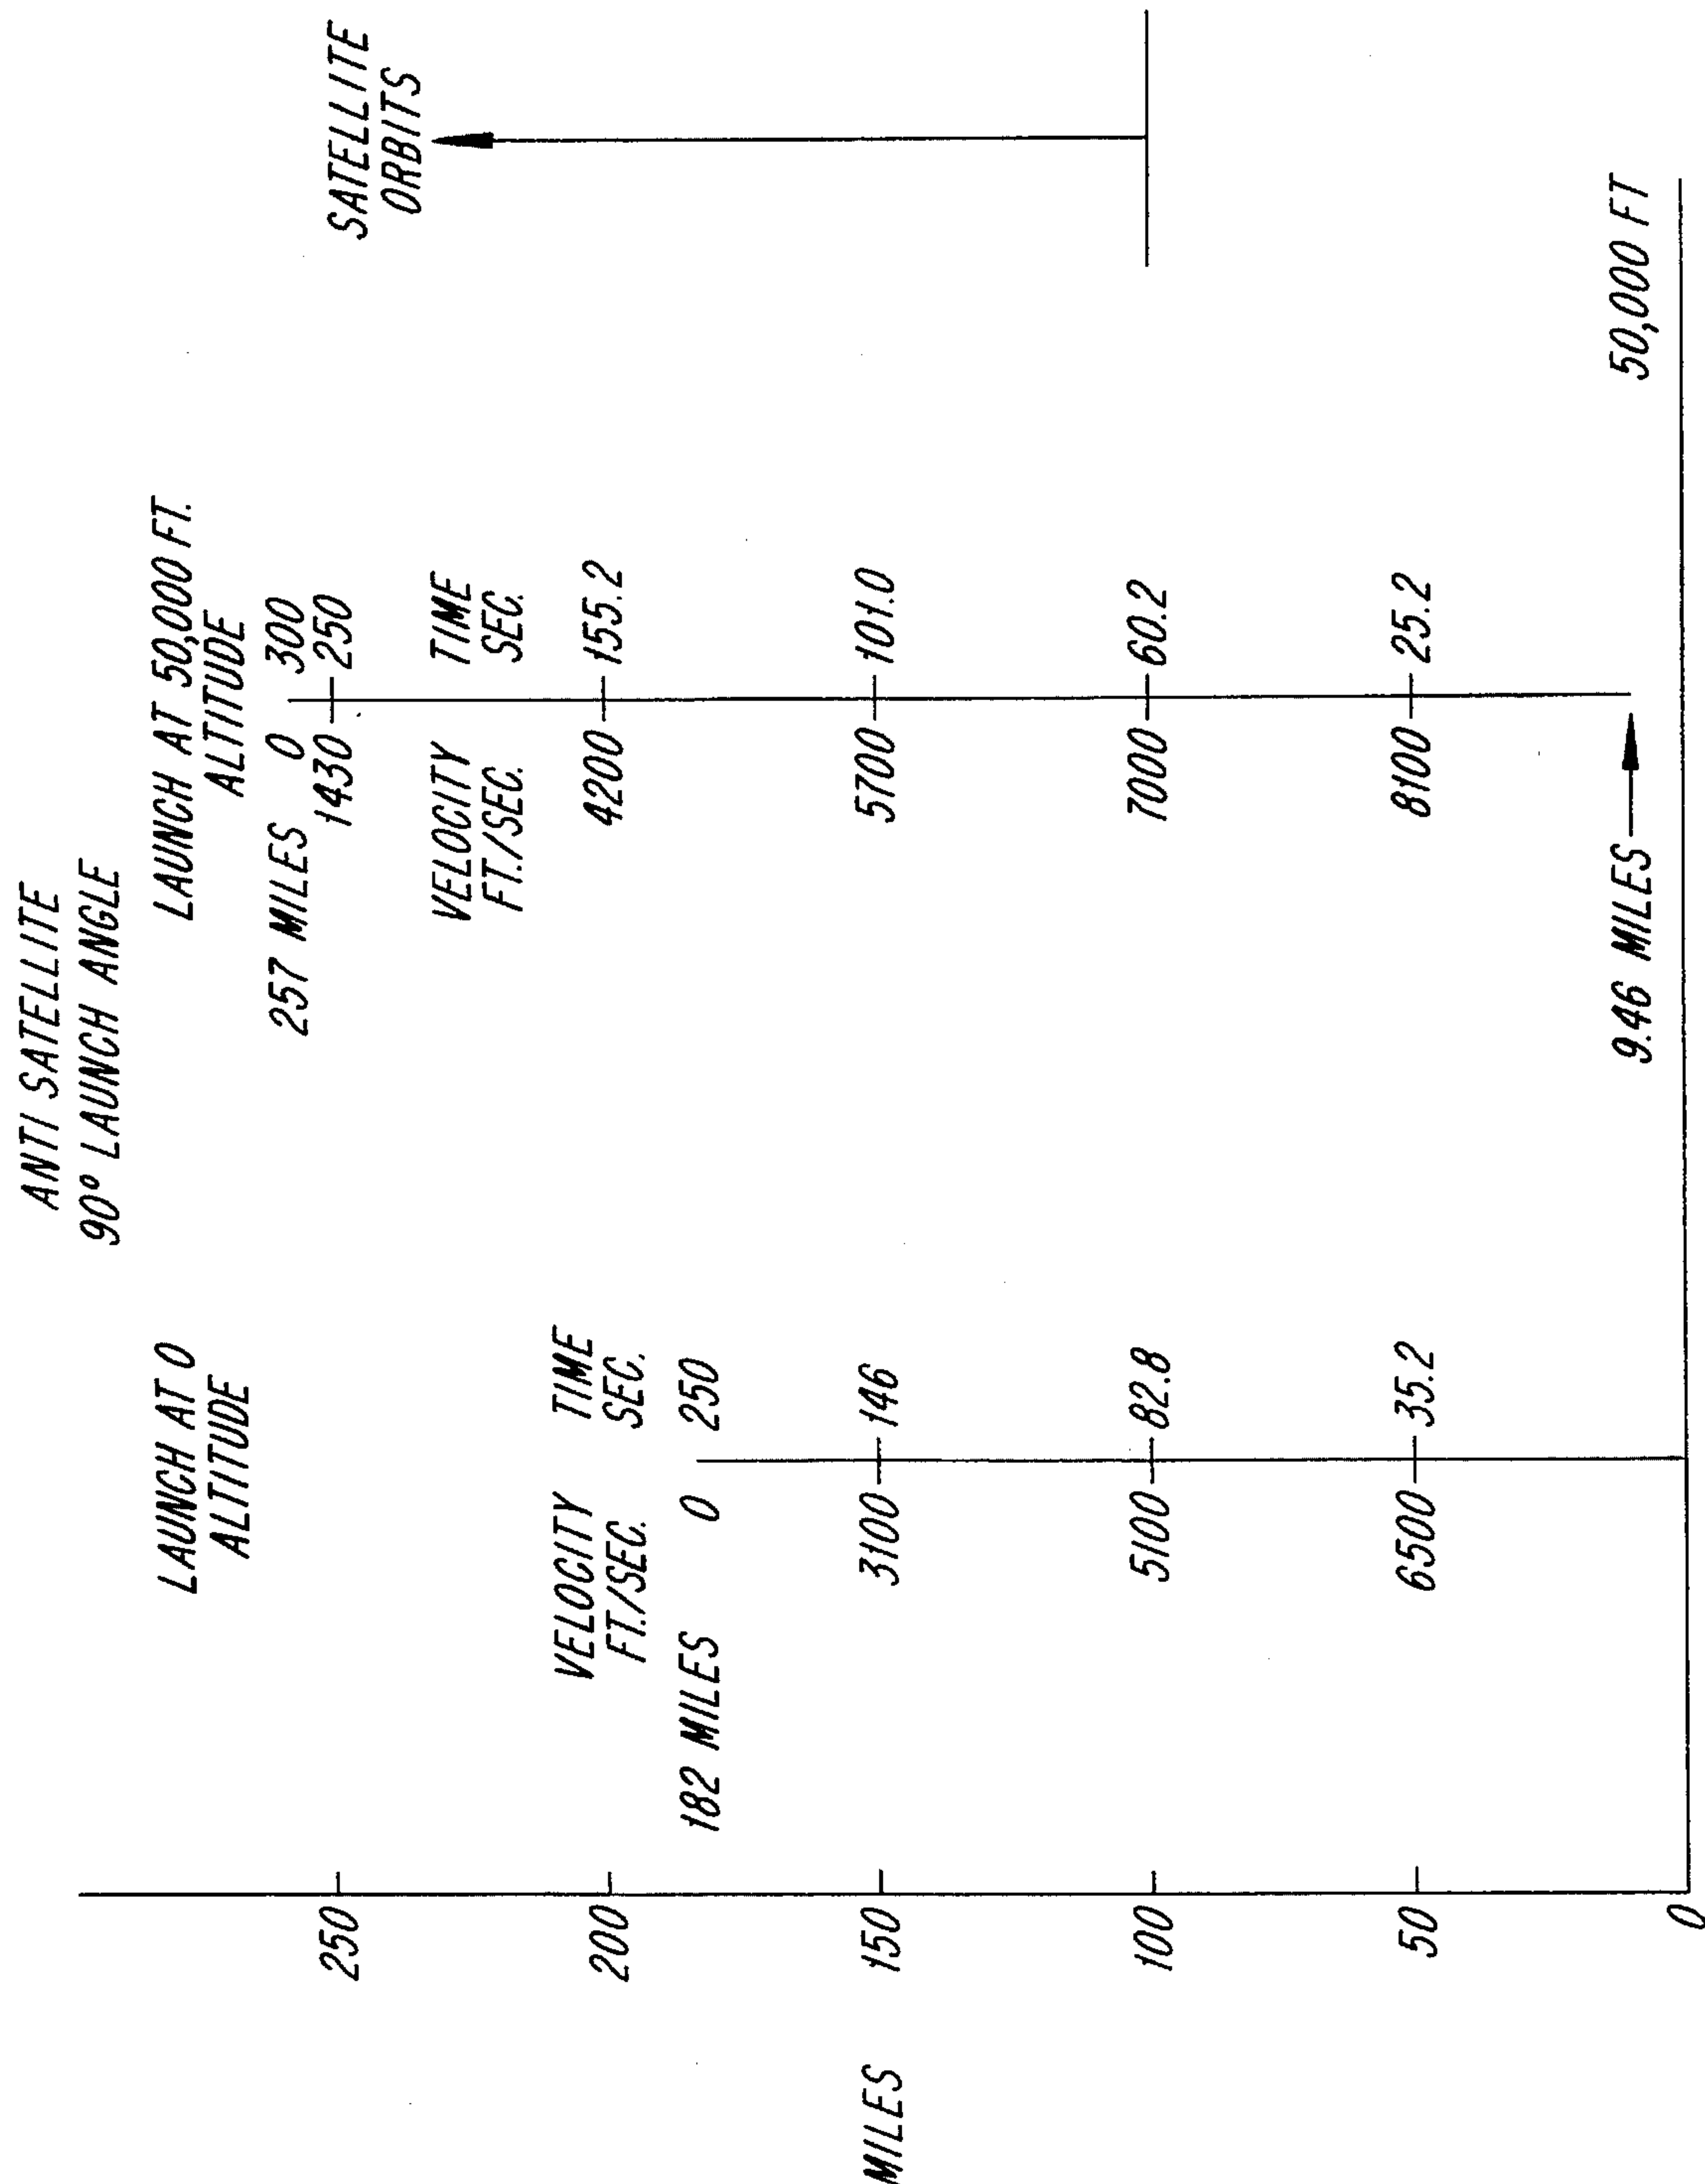 ANTI SATELLITE
90° LAUNCH ANGLE
LAUNCH AT 0
ALTITUDE
LAUNCH AT 50,000 FT.
ALTITUDE
257 MILES 0 300
1430 250
SATELLITE
ORBITS
VELOCITY TIME
FT./SEC. SEC.
4200 155.2
5700 101.0
7000 60.2
8100 25.2
9.46 MILES
50,000 FT
VELOCITY TIME
FT./SEC. SEC.
182 MILES 0 250
3100 146
5100 82.8
6500 35.2
MILES
250
200
150
100
50
0